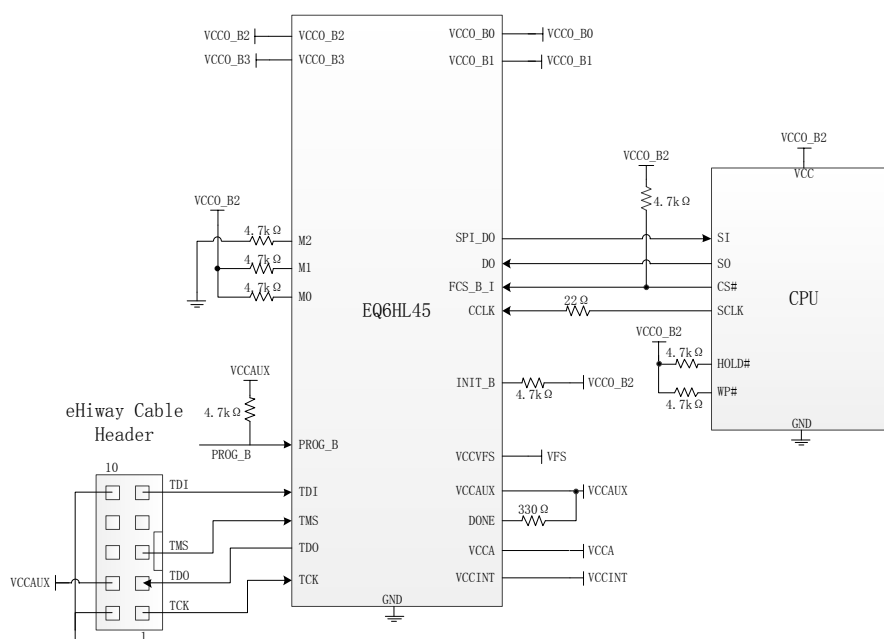 VCCO_B2 VCCO_B2 VCCO_B0 VCCO_B0
VCCO_B3 VCCO_B3 VCCO_B1 VCCO_B1
VCCO_B2
VCC
VCCO_B2
4.7kΩ
VCCO_B2
4.7kΩ M2
4.7kΩ M1
4.7kΩ M0
SPI_DO SI
DO SO
FCS_B_I CS#
CCLK 22Ω SCLK
EQ6HL45
CPU
VCCO_B2
4.7kΩ HOLD#
4.7kΩ WP#
GND
INIT_B 4.7kΩ VCCO_B2
VCCAUX
4.7kΩ
PROG_B PROG_B
eHiway Cable
Header
VCCVFS VFS
VCCAUX VCCAUX
DONE 330Ω
VCCA VCCA
VCCINT VCCINT
10
TDI TDI
TMS TMS
TDO TDO
TCK TCK
VCCAUX
1
GND